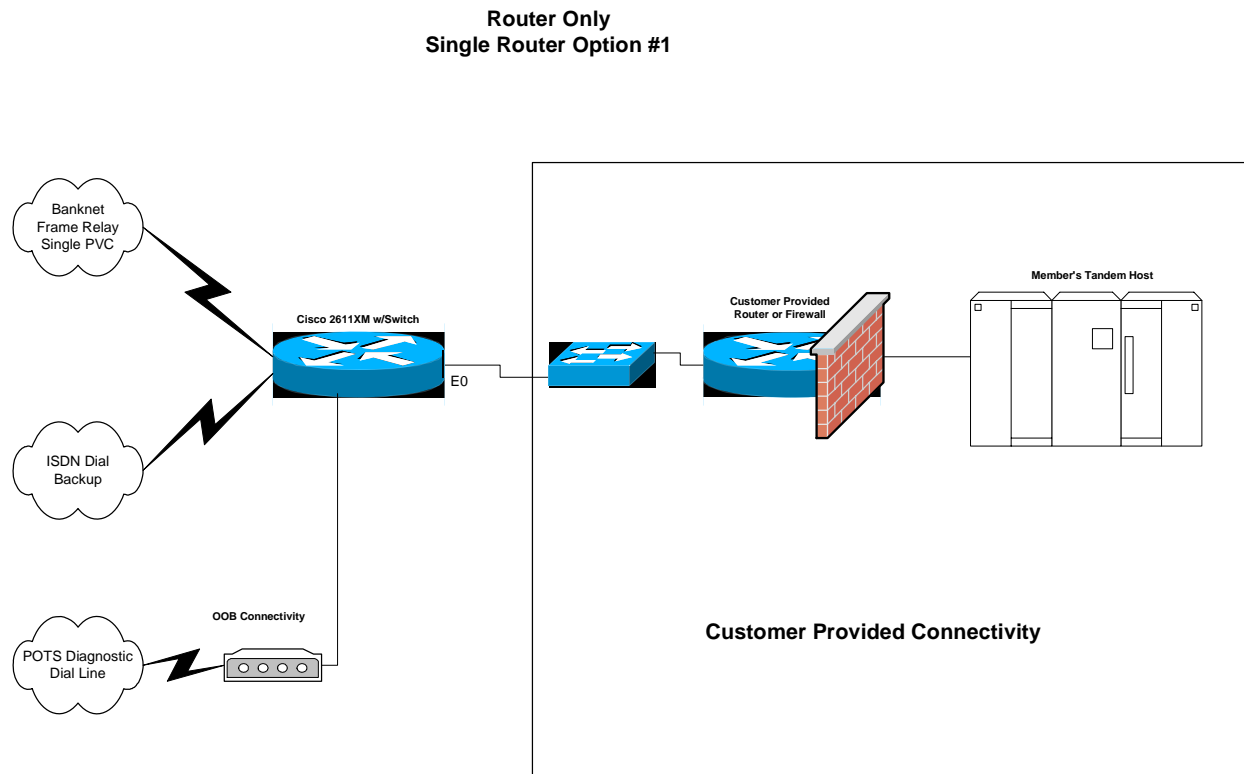 Router Only
Single Router Option #1
Banknet
Frame Relay
Single PVC
Member's Tandem Host
Customer Provided
Router or Firewall
Cisco 2611XM w/Switch
E0
ISDN Dial
Backup
OOB Connectivity
POTS Diagnostic
Dial Line
Customer Provided Connectivity